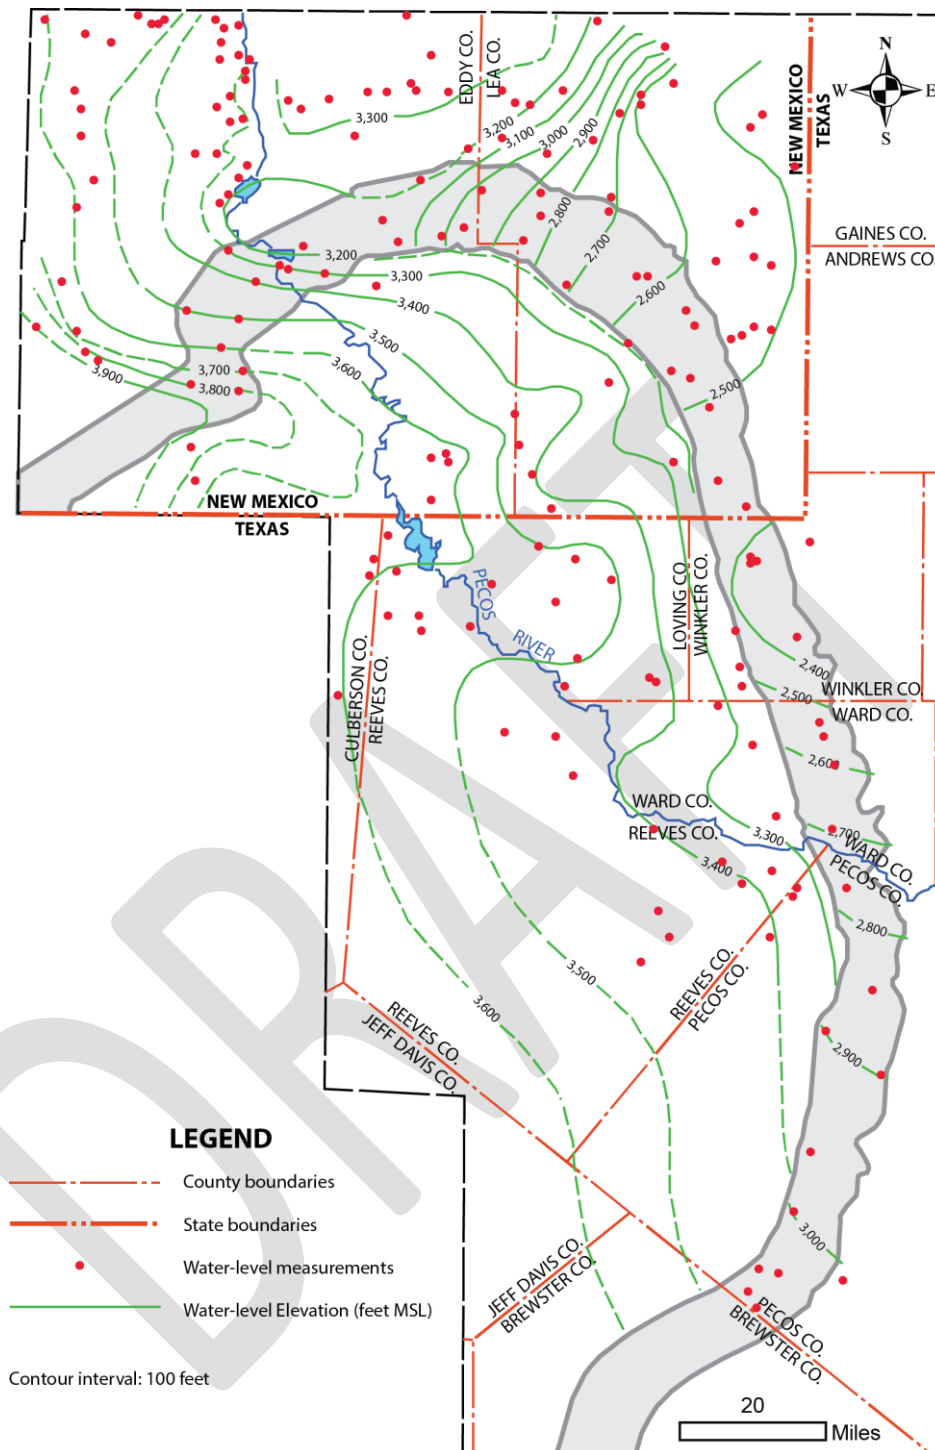 EDDY CO.
LEA CO.
NEW MEXICO
TEXAS
N
W
E
S
3,300
3,200
3,100
3,000
2,900
2,800
2,700
2,600
2,500
GAINES CO.
ANDREWS CO.
3,200
3,300
3,400
3,500
3,600
3,700
3,800
3,900
NEW MEXICO
TEXAS
PECOS
RIVER
LOVING CO.
WINKLER CO.
CULBERSON CO.
REEVES CO.
2,400
2,500
WINKLER CO.
WARD CO.
2,600
2,700
WARD CO.
REEVES CO.
3,300
3,400
WARD CO.
PECOS CO.
2,800
2,900
3,000
3,500
3,600
REEVES CO.
PECOS CO.
REEVES CO.
JEFF DAVIS CO.
JEFF DAVIS CO.
BREWSTER CO.
PECOS CO.
BREWSTER CO.
DRAFT
LEGEND
County boundaries
State boundaries
Water-level measurements
Water-level Elevation (feet MSL)
Contour interval: 100 feet
20
Miles